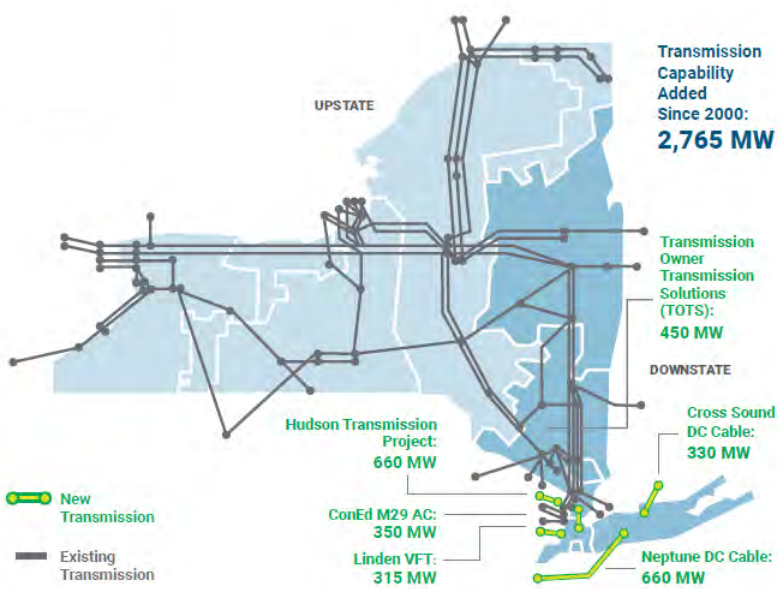 Transmission
Capability
Added
Since 2000:
2,765 MW
UPSTATE
Transmission
Owner
Transmission
Solutions
(TOTS):
450 MW
DOWNSTATE
Cross Sound
DC Cable:
330 MW
Hudson Transmission
Project:
660 MW
ConEd M29 AC:
350 MW
Linden VFT:
315 MW
Neptune DC Cable:
660 MW
New
Transmission
Existing
Transmission